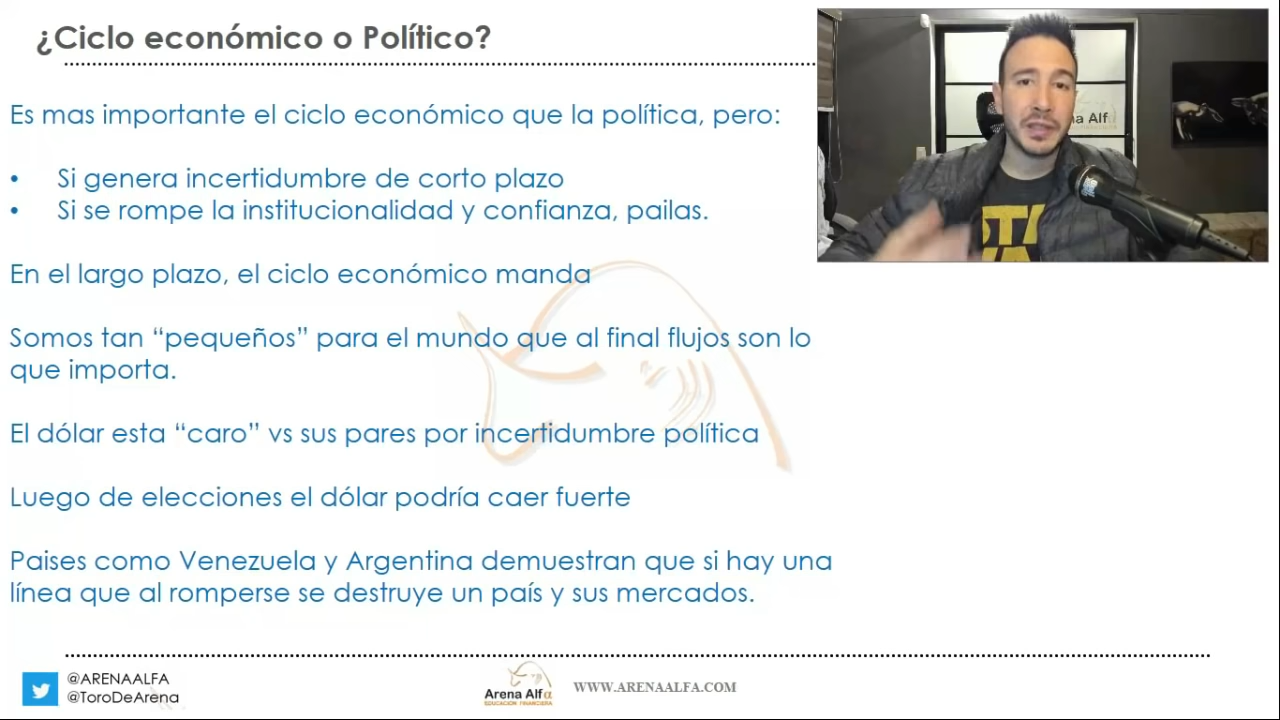 ¿Ciclo económico o Político?
Es mas importante el ciclo económico que la política, pero:
• Si genera incertidumbre de corto plazo
• Si se rompe la institucionalidad y confianza, pailas.
En el largo plazo, el ciclo económico manda
Somos tan “pequeños” para el mundo que al final flujos son lo
que importa.
El dólar esta “caro” vs sus pares por incertidumbre política
Luego de elecciones el dólar podría caer fuerte
Paises como Venezuela y Argentina demuestran que si hay una
línea que al romperse se destruye un país y sus mercados.
@ARENAALFA
@ToroDeArena
Arena Alfα
EDUCACIÓN FINANCIERA
WWW.ARENAALFA.COM